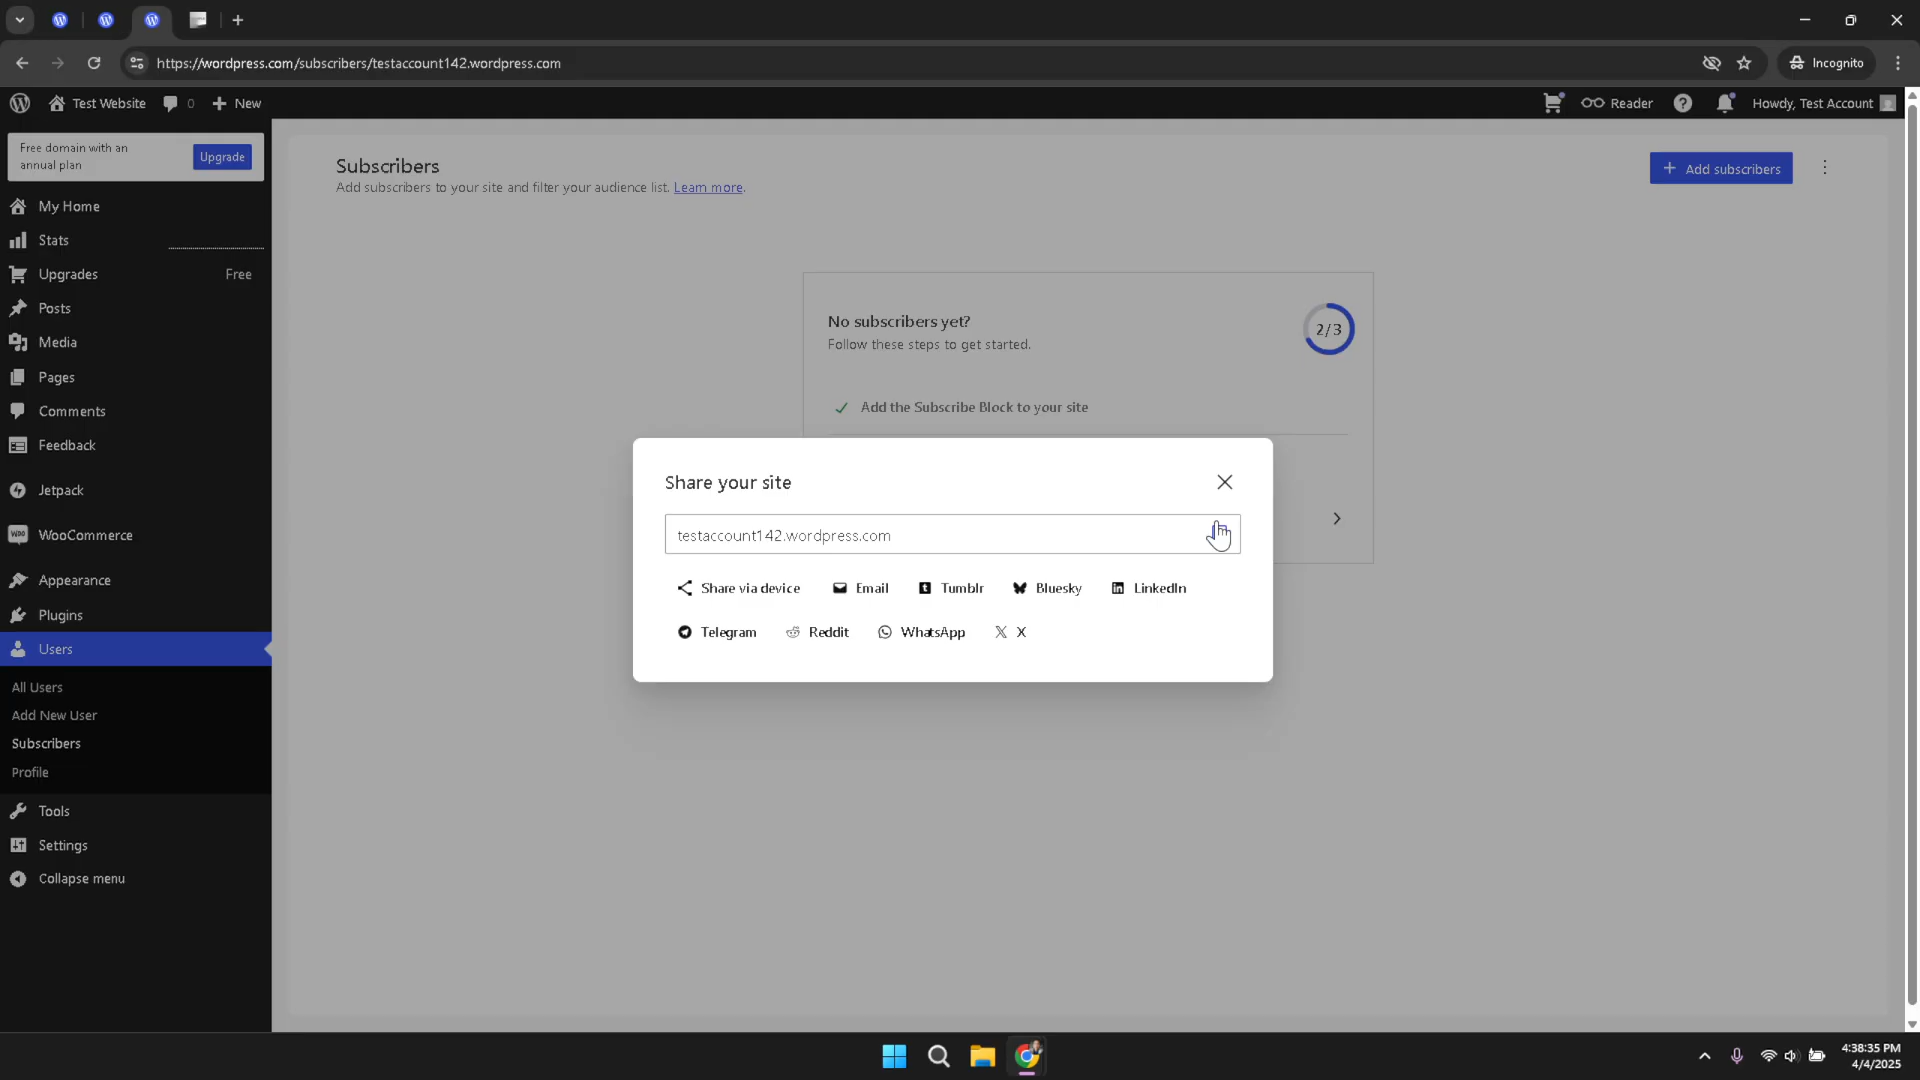 https://wordpress.com/subscribers/testaccount142.wordpress.com
Incognito
Test Website
0
New
Reader
Howdy, Test Account
Free domain with an
annual plan
Upgrade
My Home
Stats
Upgrades
Free
Posts
Media
Pages
Comments
Feedback
Jetpack
WooCommerce
Appearance
Plugins
Users
All Users
Add New User
Subscribers
Profile
Tools
Settings
Collapse menu
Subscribers
Add subscribers to your site and filter your audience list. Learn more.
Add subscribers
No subscribers yet?
Follow these steps to get started.
2/3
Add the Subscribe Block to your site
Share your site
testaccount142.wordpress.com
Share via device
Email
Tumblr
Bluesky
LinkedIn
Telegram
Reddit
WhatsApp
X
4:38:35 PM
4/4/2025